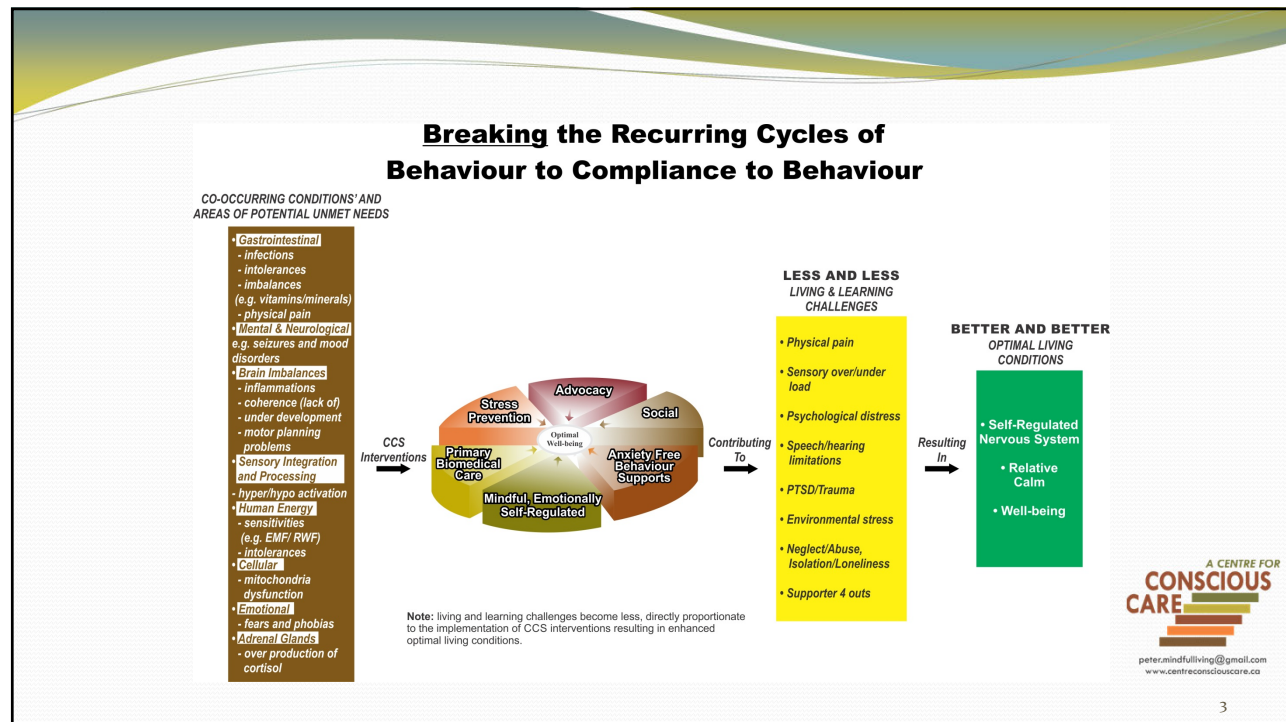 Breaking the Recurring Cycles of
Behaviour to Compliance to Behaviour
CO-OCCURRING CONDITIONS' AND
AREAS OF POTENTIAL UNMET NEEDS
• Gastrointestinal
- infections
- intolerances
- imbalances
(e.g. vitamins/minerals)
- physical pain
• Mental & Neurological
e.g. seizures and mood
disorders
• Brain Imbalances
- inflammations
- coherence (lack of)
- under development
- motor planning
problems
• Sensory Integration
and Processing
- hyper/hypo activation
• Human Energy
- sensitivities
(e.g. EMF/ RWF)
- intolerances
• Cellular
- mitochondria
dysfunction
• Emotional
- fears and phobias
• Adrenal Glands
- over production of
cortisol
CCS
Interventions
Advocacy
Social
Anxiety Free
Behaviour
Supports
Mindful, Emotionally
Self-Regulated
Primary
Biomedical
Care
Stress
Prevention
Optimal
Well-being
Note: living and learning challenges become less, directly proportionate
to the implementation of CCS interventions resulting in enhanced
optimal living conditions.
Contributing
To
LESS AND LESS
LIVING & LEARNING
CHALLENGES
• Physical pain
• Sensory over/under
load
• Psychological distress
• Speech/hearing
limitations
• PTSD/Trauma
• Environmental stress
• Neglect/Abuse,
Isolation/Loneliness
• Supporter 4 outs
Resulting
In
BETTER AND BETTER
OPTIMAL LIVING
CONDITIONS
• Self-Regulated
Nervous System
• Relative
Calm
• Well-being
A CENTRE FOR
CONSCIOUS
CARE
peter.mindfulliving@gmail.com
www.centreconsciouscare.ca
3